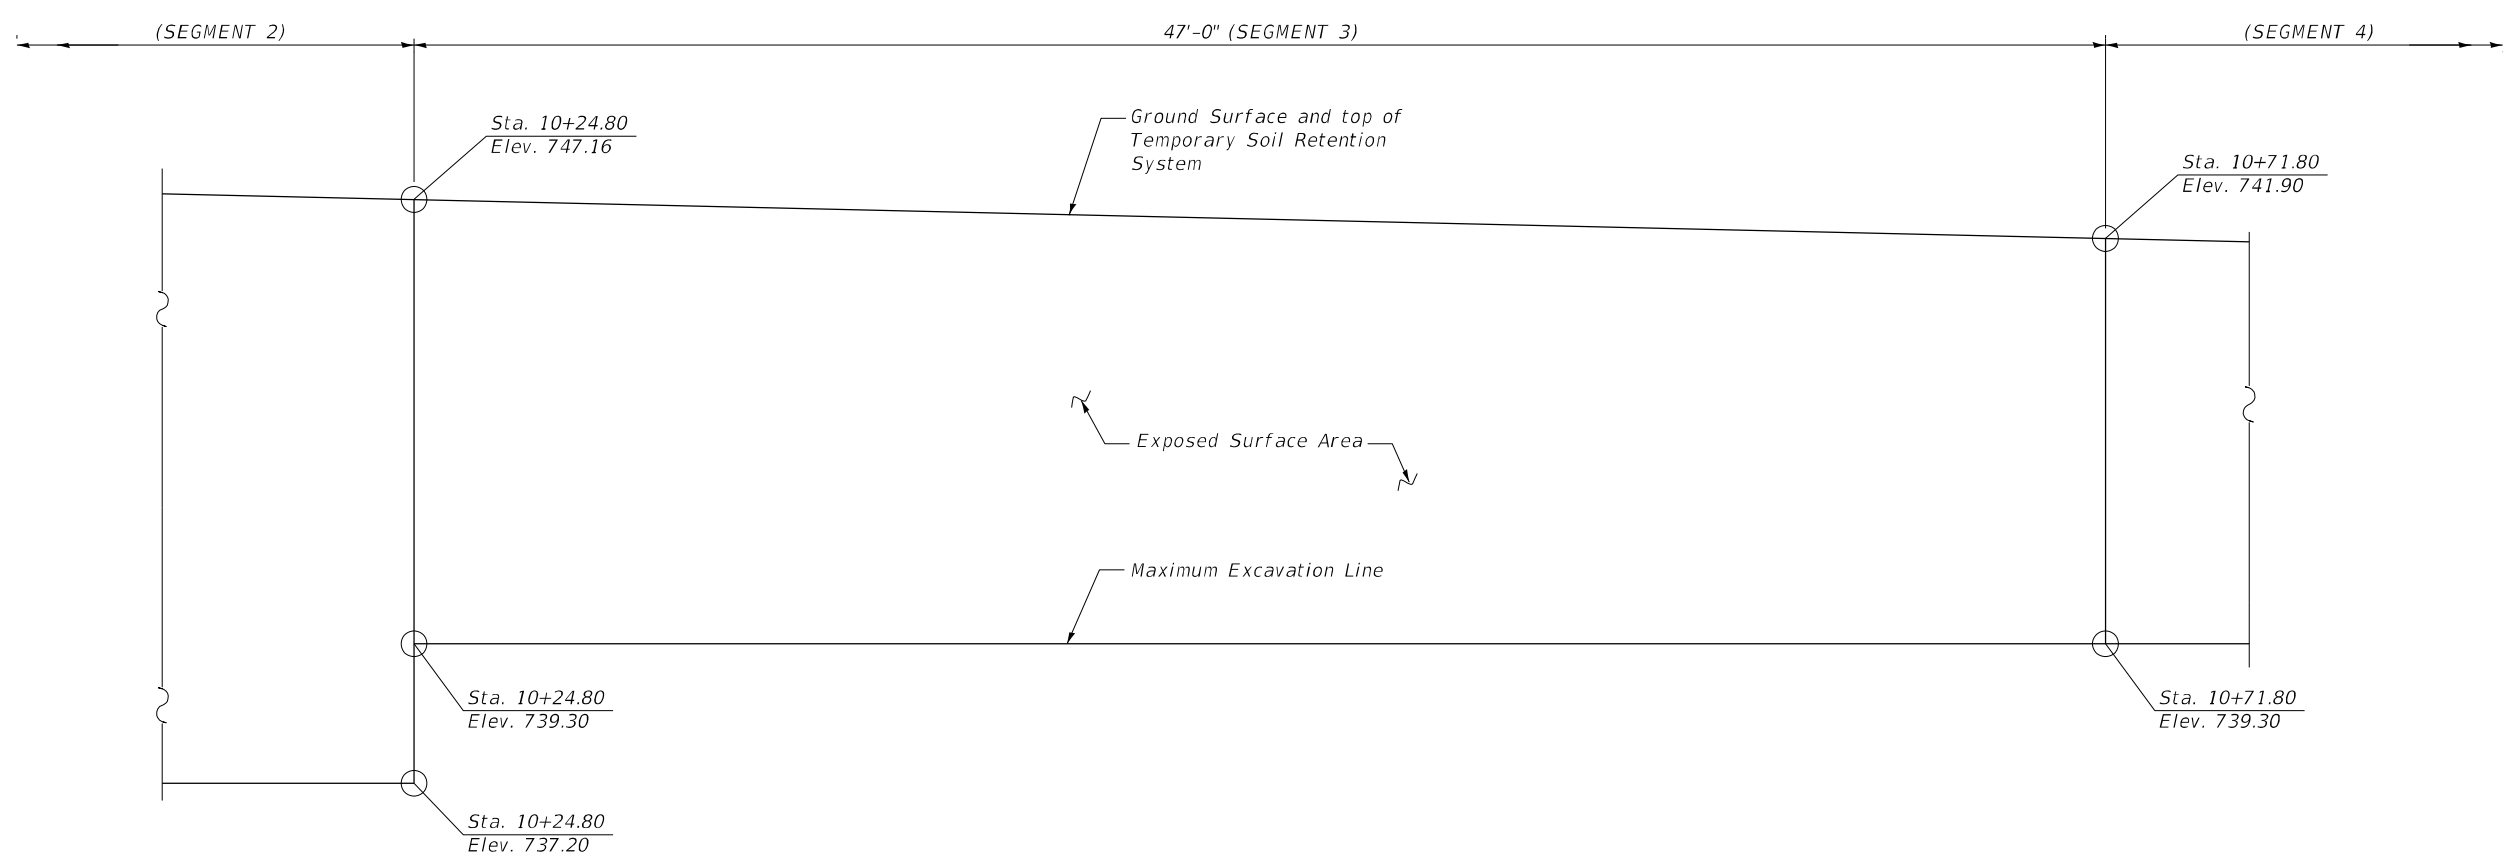 (SEGMENT 2)
47'-0" (SEGMENT 3)
(SEGMENT 4)
Sta. 10+24.80
Elev. 747.16
Ground Surface and top of
Temporary Soil Retention
System
Sta. 10+71.80
Elev. 741.90
Exposed Surface Area
Maximum Excavation Line
Sta. 10+24.80
Elev. 739.30
Sta. 10+71.80
Elev. 739.30
Sta. 10+24.80
Elev. 737.20